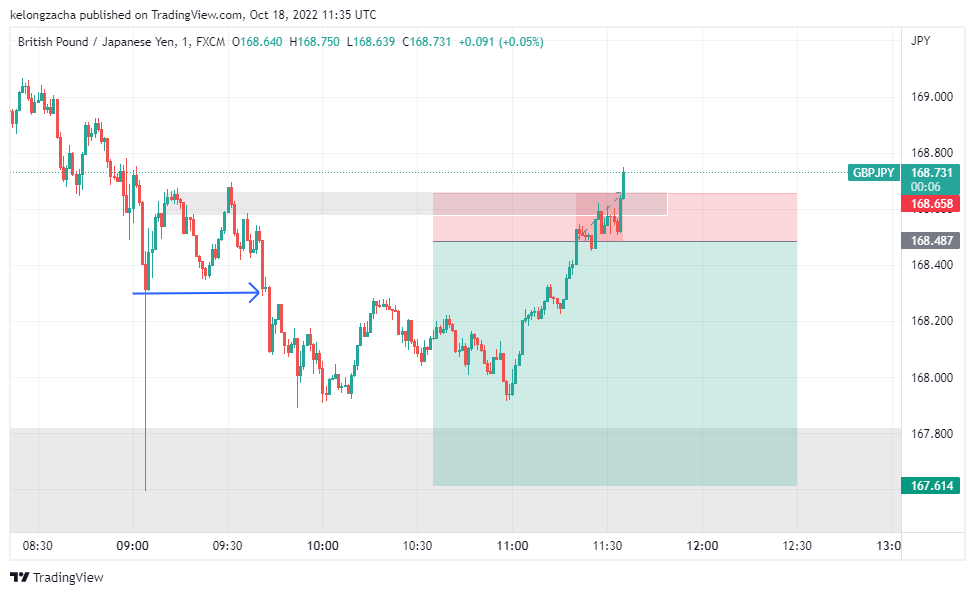 kelongzacha published on TradingView.com, Oct 18, 2022 11:35 UTC
British Pound / Japanese Yen, 1, FXCM O168.640 H168.750 L168.639 C168.731 +0.091 (+0.05%)
JPY
169.000
168.800
GBPJPY 168.731
00:06
168.658
168.487
168.400
168.200
168.000
167.800
167.614
08:30 09:00 09:30 10:00 10:30 11:00 11:30 12:00 12:30 13:0
TradingView